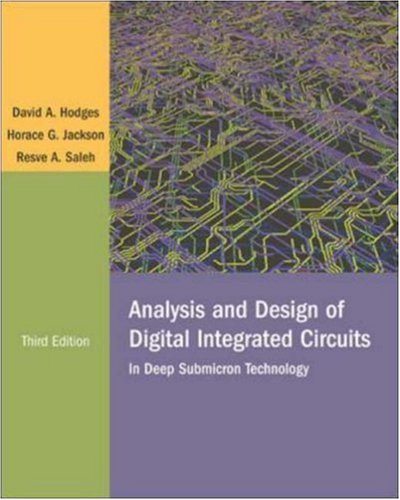 David A. Hodges
Horace G. Jackson
Resve A. Saleh
Third Edition
Analysis and Design of
Digital Integrated Circuits
In Deep Submicron Technology